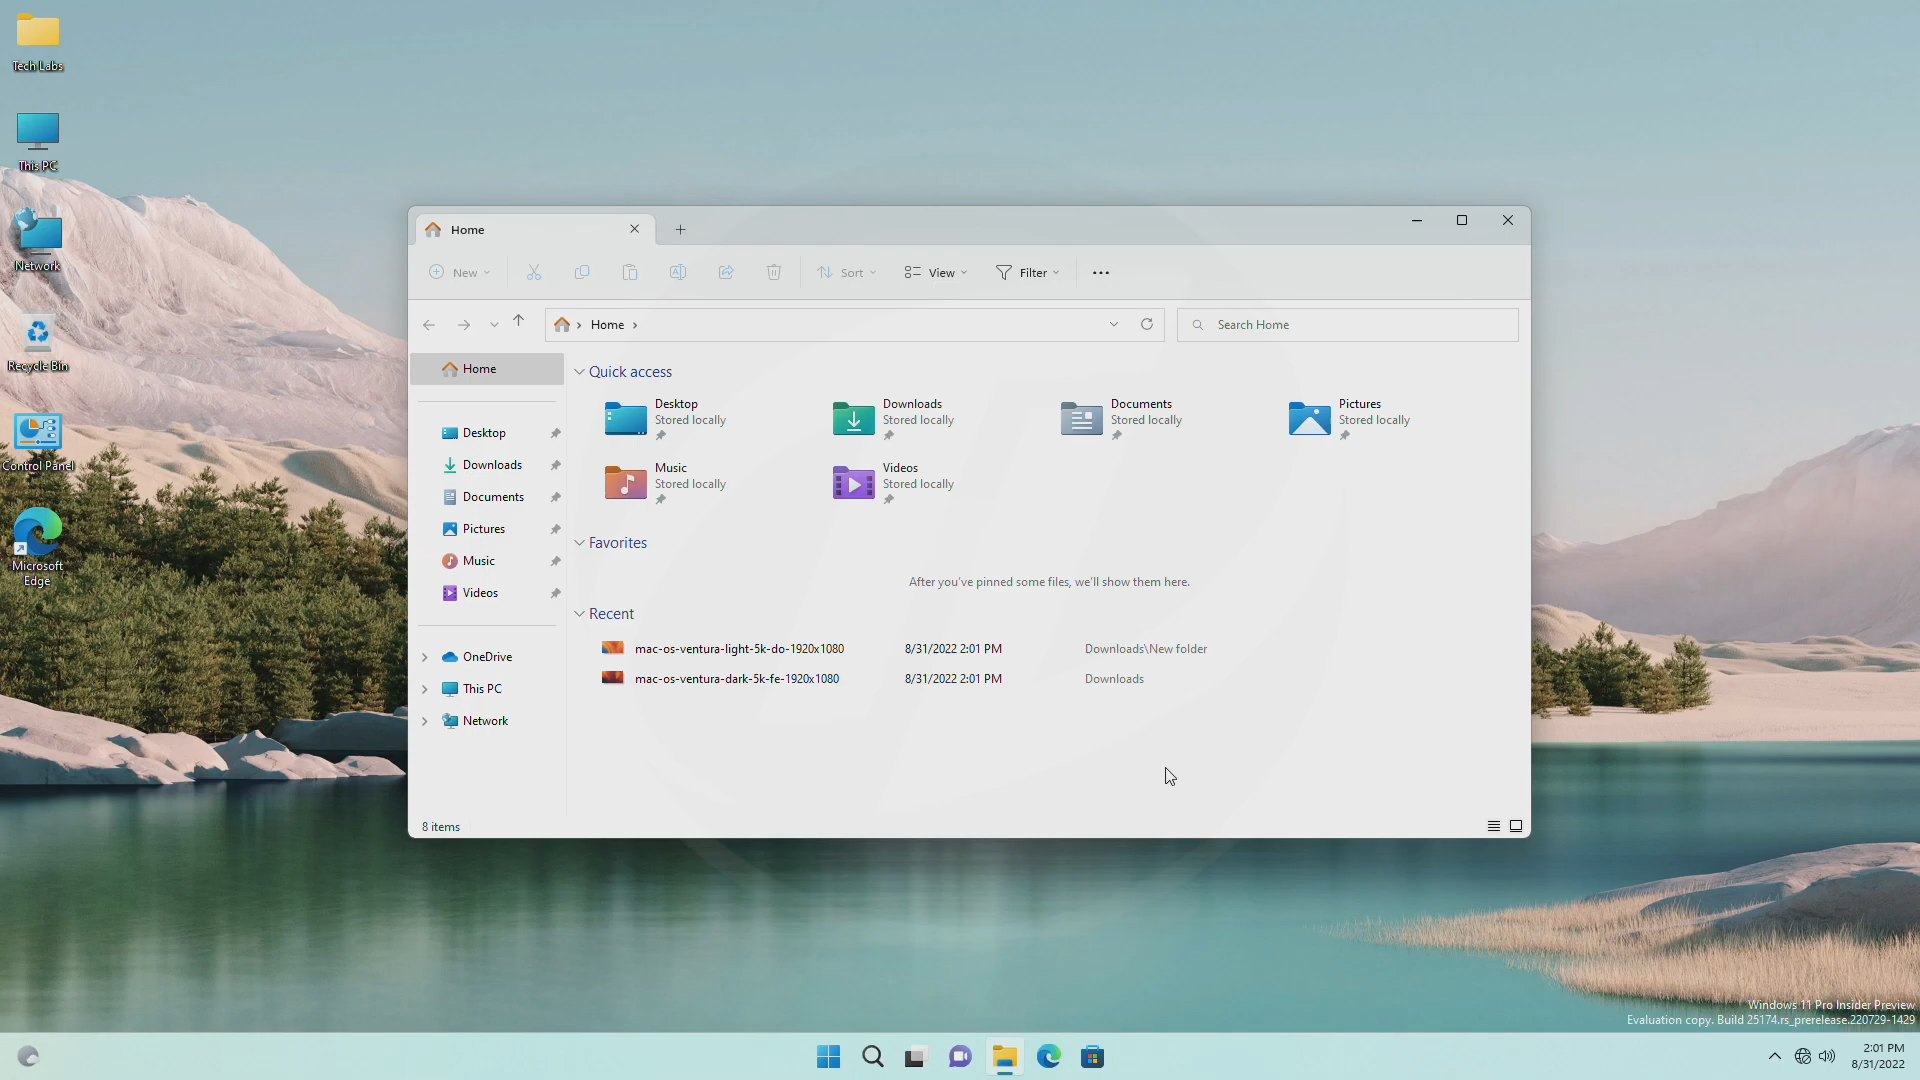 Tech Labs
This PC
Network
Recycle Bin
Control Panel
Microsoft
Edge
Home
New
Sort
View
Filter
Home
Search Home
Home
Desktop
Downloads
Documents
Pictures
Music
Videos
OneDrive
This PC
Network
Quick access
Desktop
Stored locally
Downloads
Stored locally
Documents
Stored locally
Pictures
Stored locally
Music
Stored locally
Videos
Stored locally
Favorites
After you've pinned some files, we'll show them here.
Recent
mac-os-ventura-light-5k-do-1920x1080 8/31/2022 2:01 PM Downloads\New folder
mac-os-ventura-dark-5k-fe-1920x1080 8/31/2022 2:01 PM Downloads
8 items
Windows 11 Pro Insider Preview
Evaluation copy. Build 25174.rs_prerelease.220729-1429
2:01 PM
8/31/2022